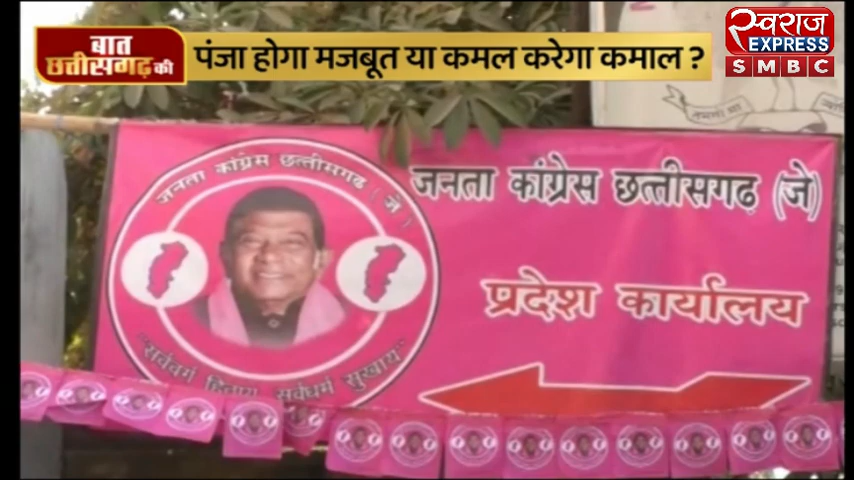 बात
छत्तीसगढ़ की
पंजा होगा मजबूत या कमल करेगा कमाल ?
स्वराज
EXPRESS
SMBC
जनता कांग्रेस छत्तीसगढ़ (जे)
जनता कांग्रेस छत्तीसगढ़ (जे)
प्रदेश कार्यालय
"सर्ववर्ग हिताय सर्वधर्म सुखाय"